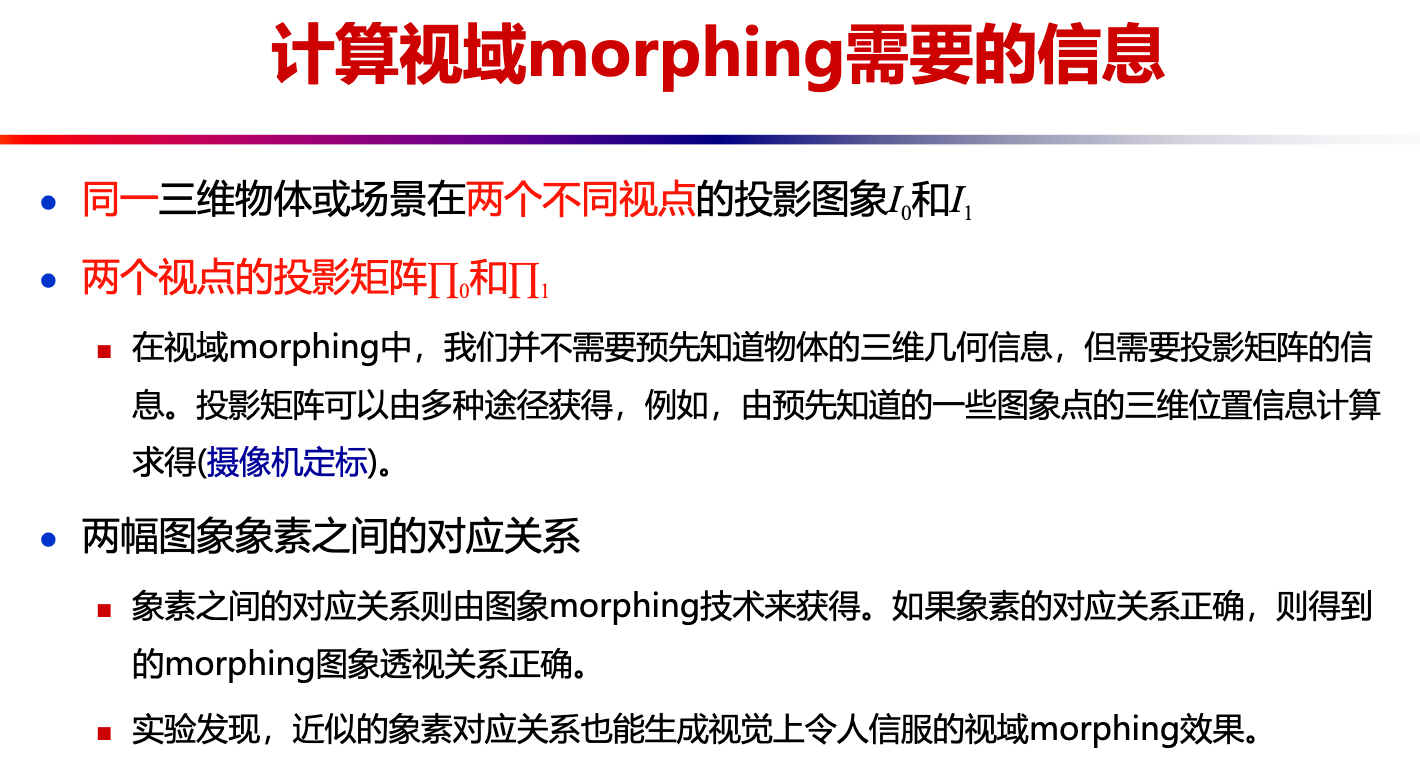 计算视域morphing需要的信息
同一三维物体或场景在两个不同视点的投影图象I₀和I₁
两个视点的投影矩阵∏₀和∏₁
在视域morphing中，我们并不需要预先知道物体的三维几何信息，但需要投影矩阵的信
息。投影矩阵可以由多种途径获得，例如，由预先知道的一些图象点的三维位置信息计算
求得(摄像机定标)。
两幅图象象素之间的对应关系
象素之间的对应关系则由图象morphing技术来获得。如果象素的对应关系正确，则得到
的morphing图象透视关系正确。
实验发现，近似的象素对应关系也能生成视觉上令人信服的视域morphing效果。